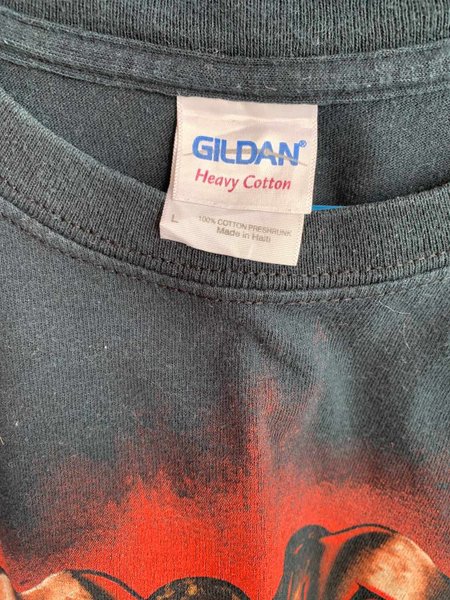 GILDAN®
Heavy Cotton
L
100% COTTON PRESHRUNK
Made in Haiti